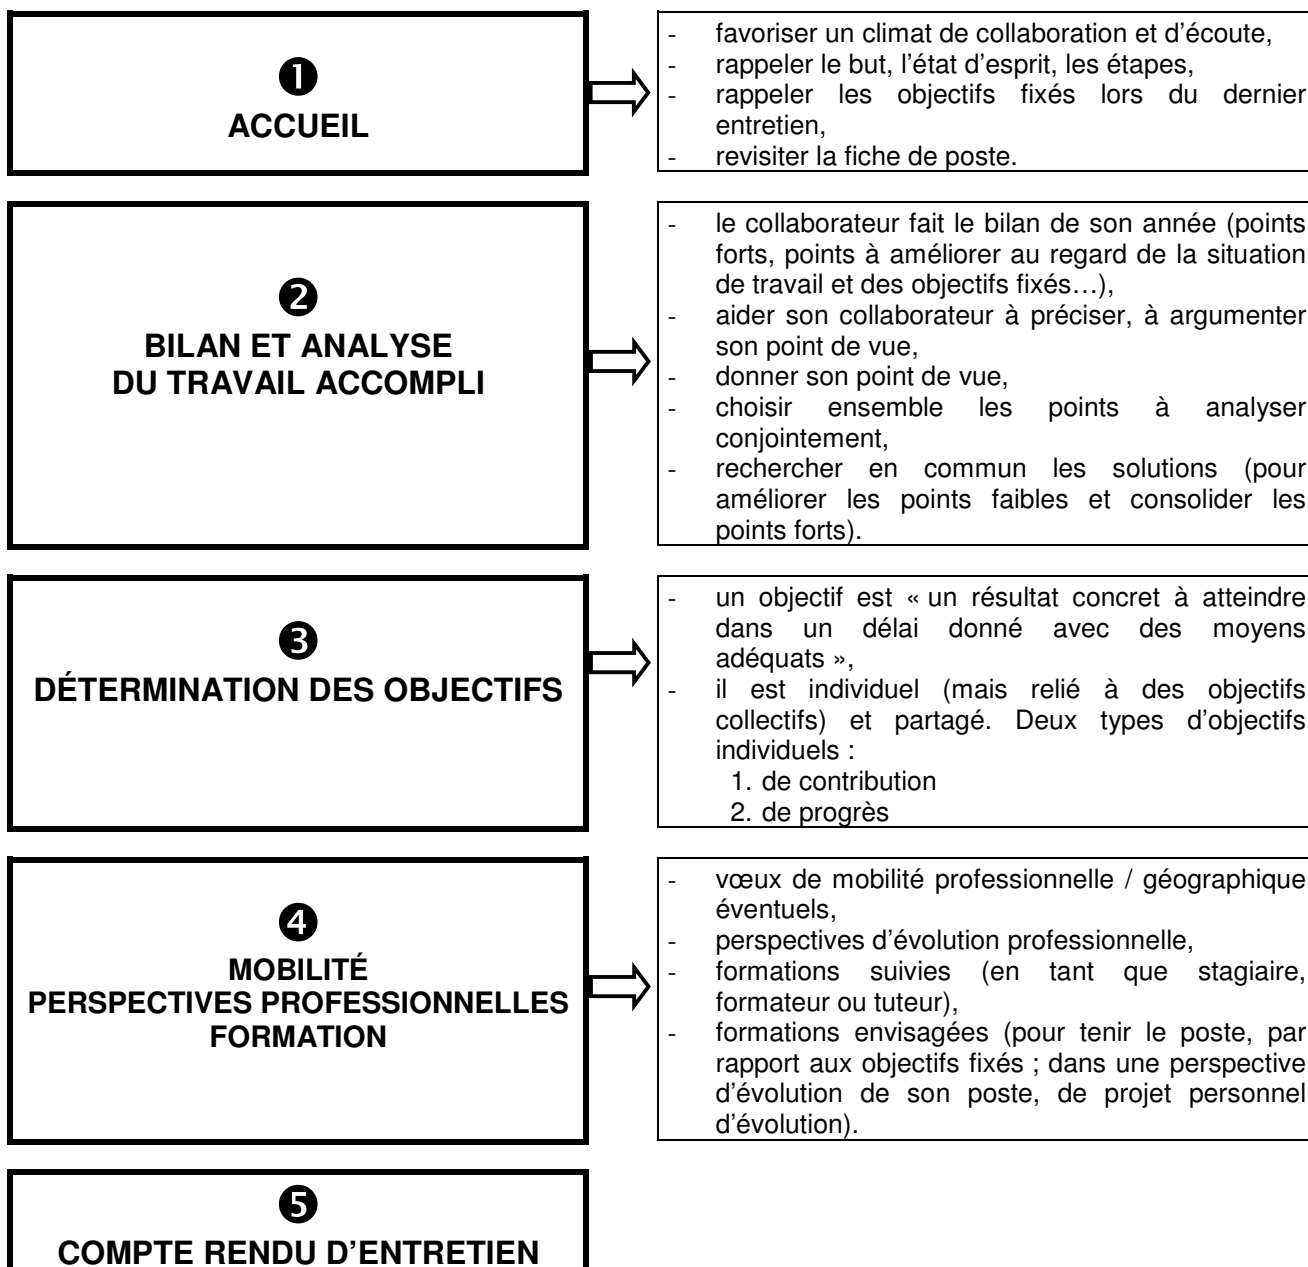 ❶
ACCUEIL
- favoriser un climat de collaboration et d’écoute,
- rappeler le but, l’état d’esprit, les étapes,
- rappeler les objectifs fixés lors du dernier
entretien,
- revisiter la fiche de poste.
❷
BILAN ET ANALYSE
DU TRAVAIL ACCOMPLI
- le collaborateur fait le bilan de son année (points
forts, points à améliorer au regard de la situation
de travail et des objectifs fixés…),
- aider son collaborateur à préciser, à argumenter
son point de vue,
- donner son point de vue,
- choisir ensemble les points à analyser
conjointement,
- rechercher en commun les solutions (pour
améliorer les points faibles et consolider les
points forts).
❸
DÉTERMINATION DES OBJECTIFS
- un objectif est « un résultat concret à atteindre
dans un délai donné avec des moyens
adéquats »,
- il est individuel (mais relié à des objectifs
collectifs) et partagé. Deux types d’objectifs
individuels :
1. de contribution
2. de progrès
❹
MOBILITÉ
PERSPECTIVES PROFESSIONNELLES
FORMATION
- vœux de mobilité professionnelle / géographique
éventuels,
- perspectives d’évolution professionnelle,
- formations suivies (en tant que stagiaire,
formateur ou tuteur),
- formations envisagées (pour tenir le poste, par
rapport aux objectifs fixés ; dans une perspective
d’évolution de son poste, de projet personnel
d’évolution).
❺
COMPTE RENDU D’ENTRETIEN